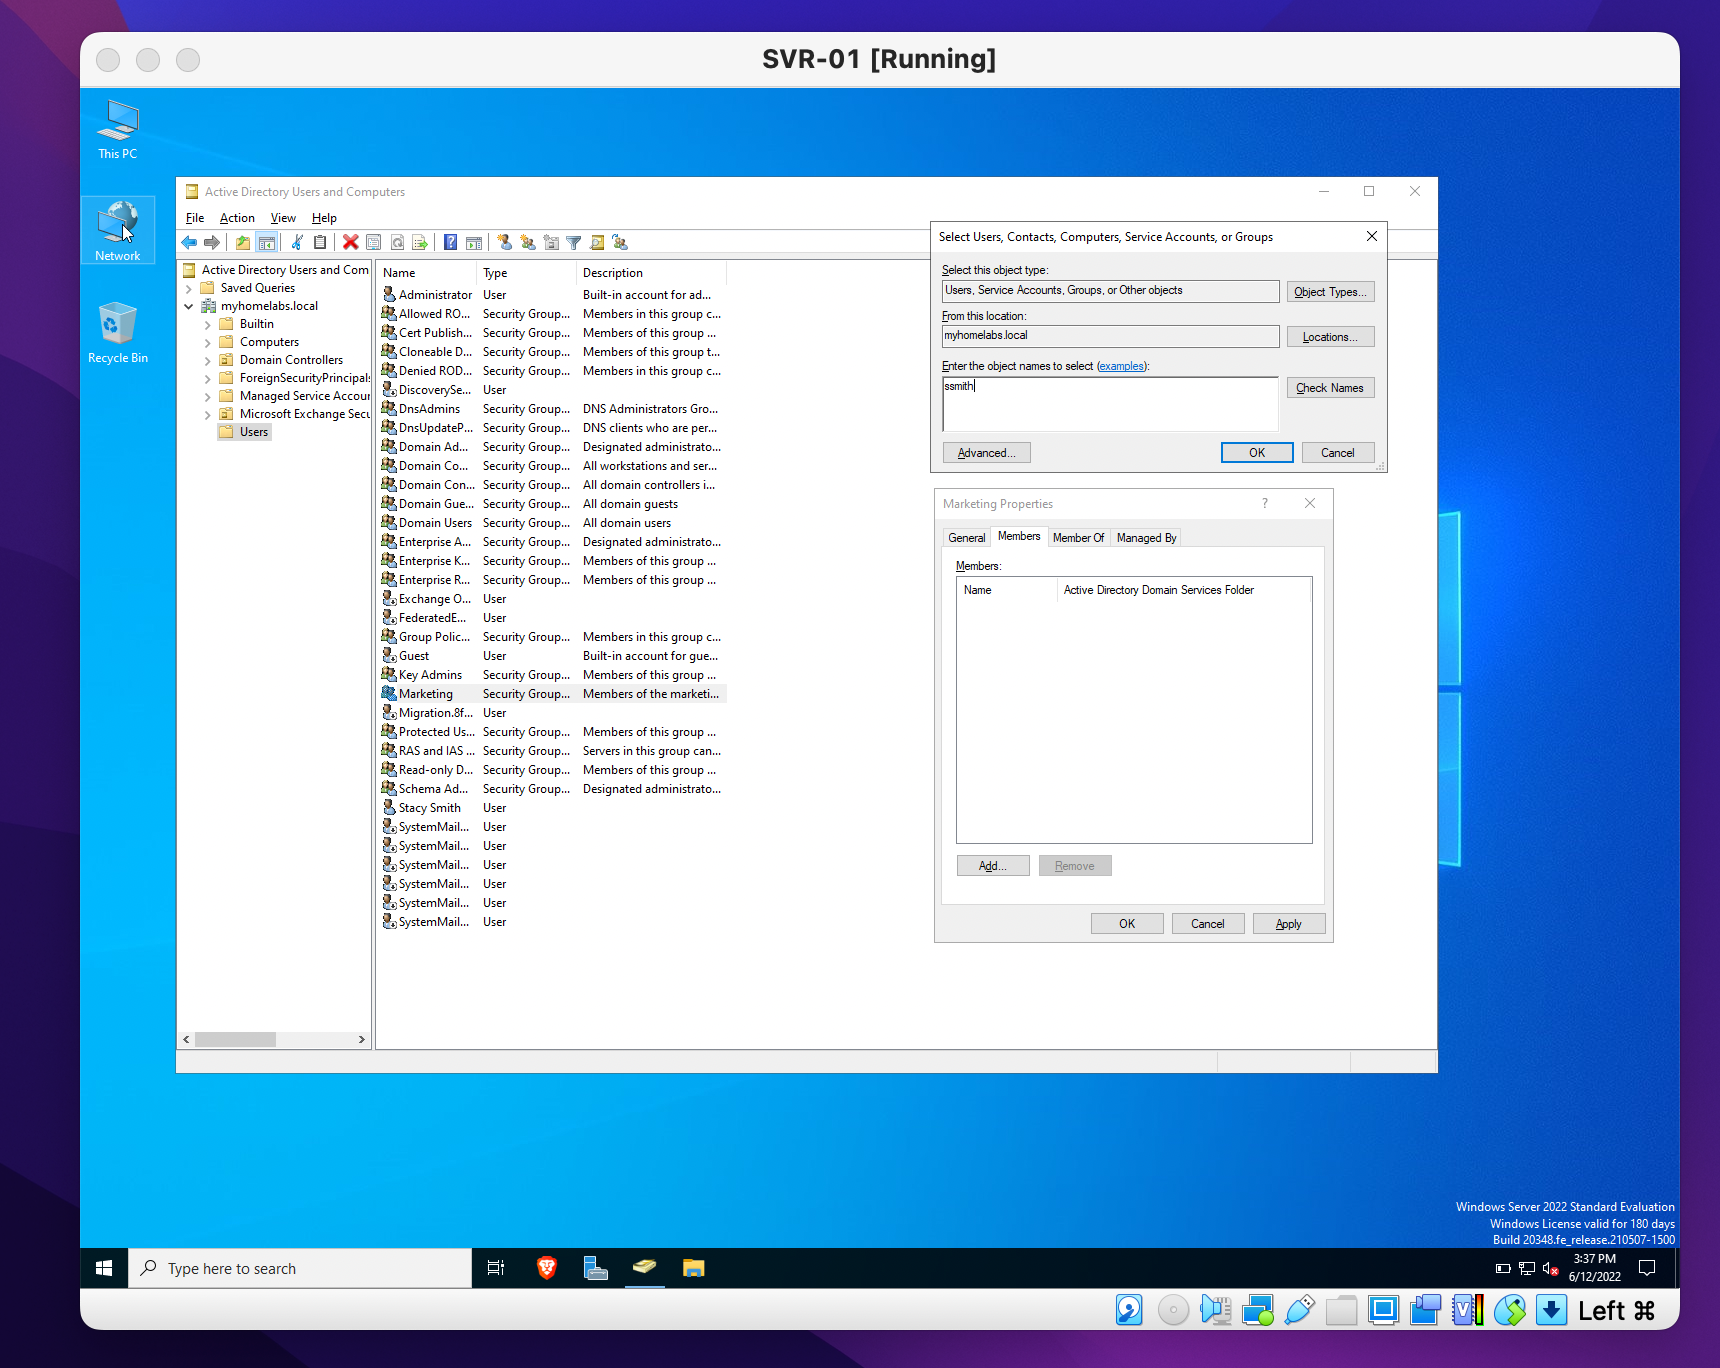 SVR-01 [Running]
This PC
Network
Recycle Bin
Active Directory Users and Computers
File Action View Help
Active Directory Users and Com
Saved Queries
myhomelabs.local
Builtin
Computers
Domain Controllers
ForeignSecurityPrincipals
Managed Service Accour
Microsoft Exchange Secu
Users
Name Type Description
Administrator User Built-in account for ad...
Allowed RO... Security Group... Members in this group c...
Cert Publish... Security Group... Members of this group ...
Cloneable D... Security Group... Members of this group t...
Denied ROD... Security Group... Members in this group c...
DiscoverySe... User
DnsAdmins Security Group... DNS Administrators Gro...
DnsUpdateP... Security Group... DNS clients who are per...
Domain Ad... Security Group... Designated administrato...
Domain Co... Security Group... All workstations and ser...
Domain Con... Security Group... All domain controllers i...
Domain Gue... Security Group... All domain guests
Domain Users Security Group... All domain users
Enterprise A... Security Group... Designated administrato...
Enterprise K... Security Group... Members of this group ...
Enterprise R... Security Group... Members of this group ...
Exchange O... User
FederatedE... User
Group Polic... Security Group... Members in this group c...
Guest User Built-in account for gue...
Key Admins Security Group... Members of this group ...
Marketing Security Group... Members of the marketi...
Migration.8f... User
Protected Us... Security Group... Members of this group ...
RAS and IAS ... Security Group... Servers in this group can...
Read-only D... Security Group... Members of this group ...
Schema Ad... Security Group... Designated administrato...
Stacy Smith User
SystemMail... User
SystemMail... User
SystemMail... User
SystemMail... User
SystemMail... User
SystemMail... User
Select Users, Contacts, Computers, Service Accounts, or Groups
Select this object type:
Users, Service Accounts, Groups, or Other objects Object Types...
From this location:
myhomelabs.local Locations...
Enter the object names to select (examples):
ssmith Check Names
Advanced... OK Cancel
Marketing Properties ?
General Members Member Of Managed By
Members:
Name Active Directory Domain Services Folder
Add... Remove
OK Cancel Apply
Windows Server 2022 Standard Evaluation
Windows License valid for 180 days
Build 20348.fe_release.210507-1500
Type here to search
3:37 PM
6/12/2022
Left ⌘